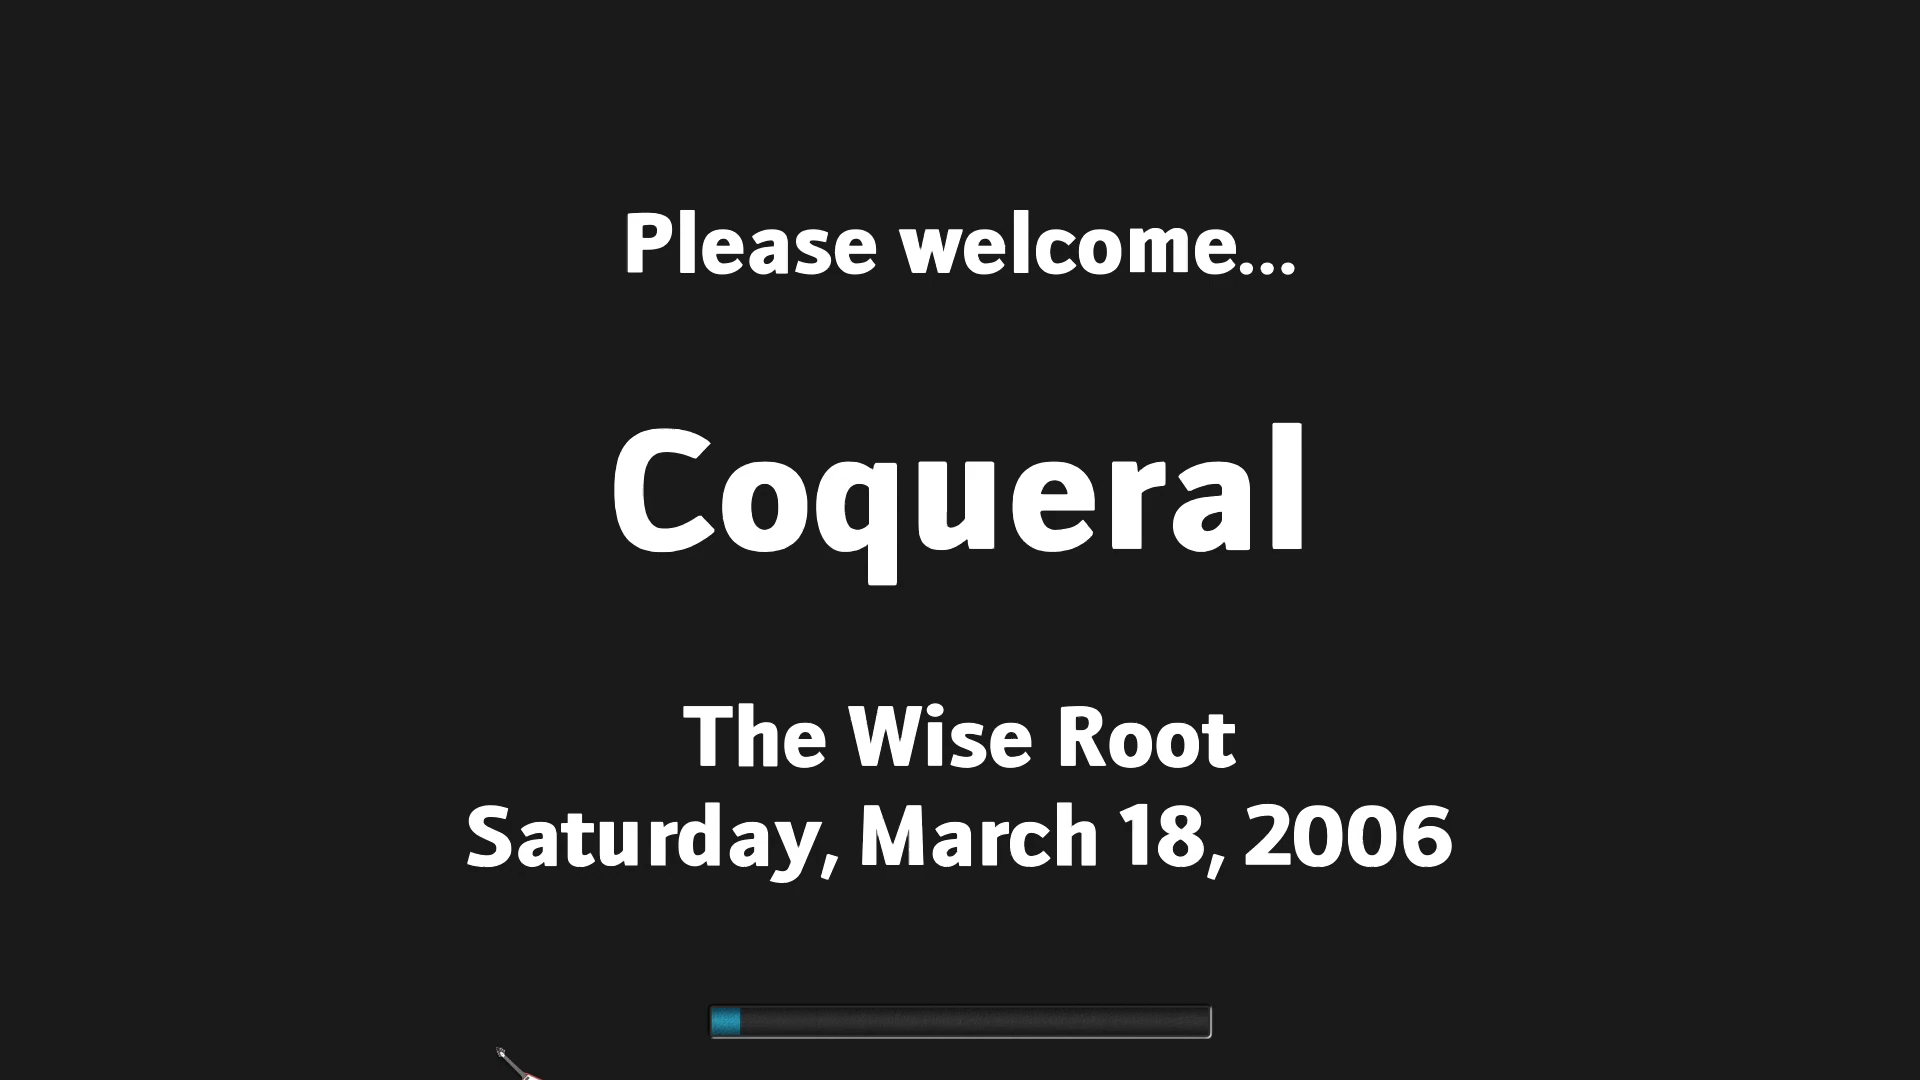 Please welcome...
Coqueral
The Wise Root
Saturday, March 18, 2006